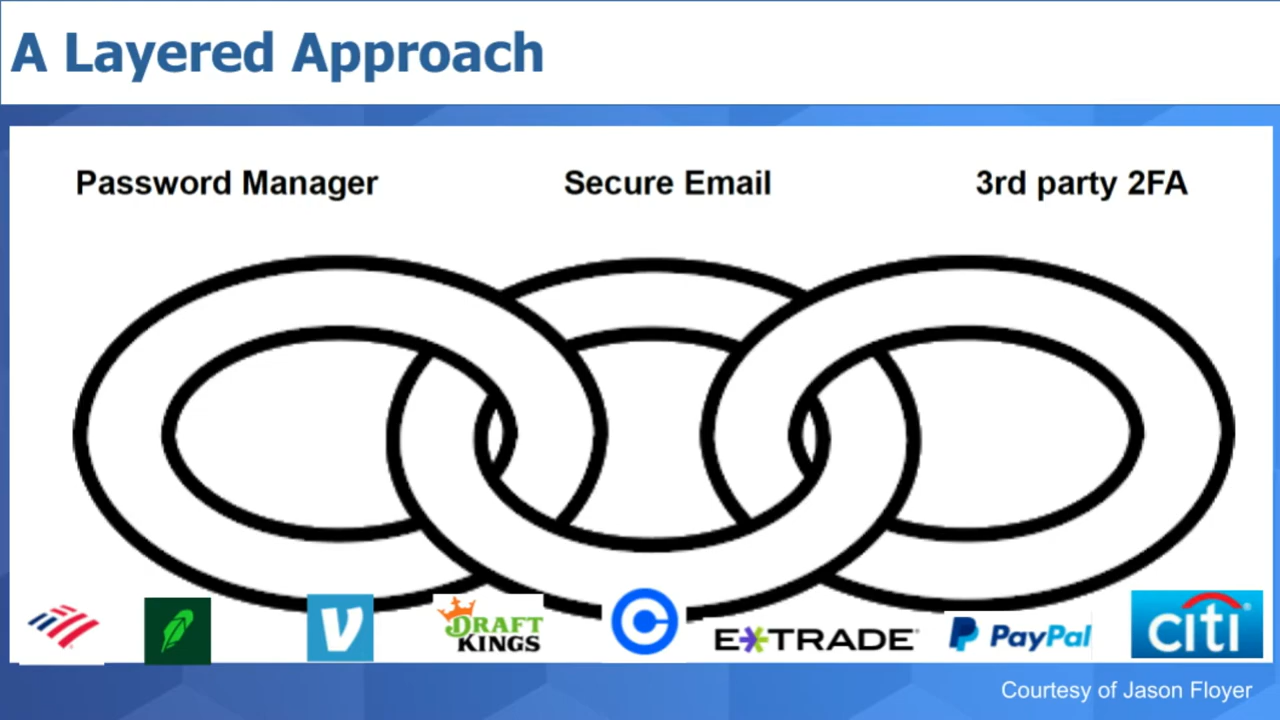 A Layered Approach
Password Manager
Secure Email
3rd party 2FA
DRAFT
KINGS
E*TRADE
PayPal
citi
Courtesy of Jason Floyer